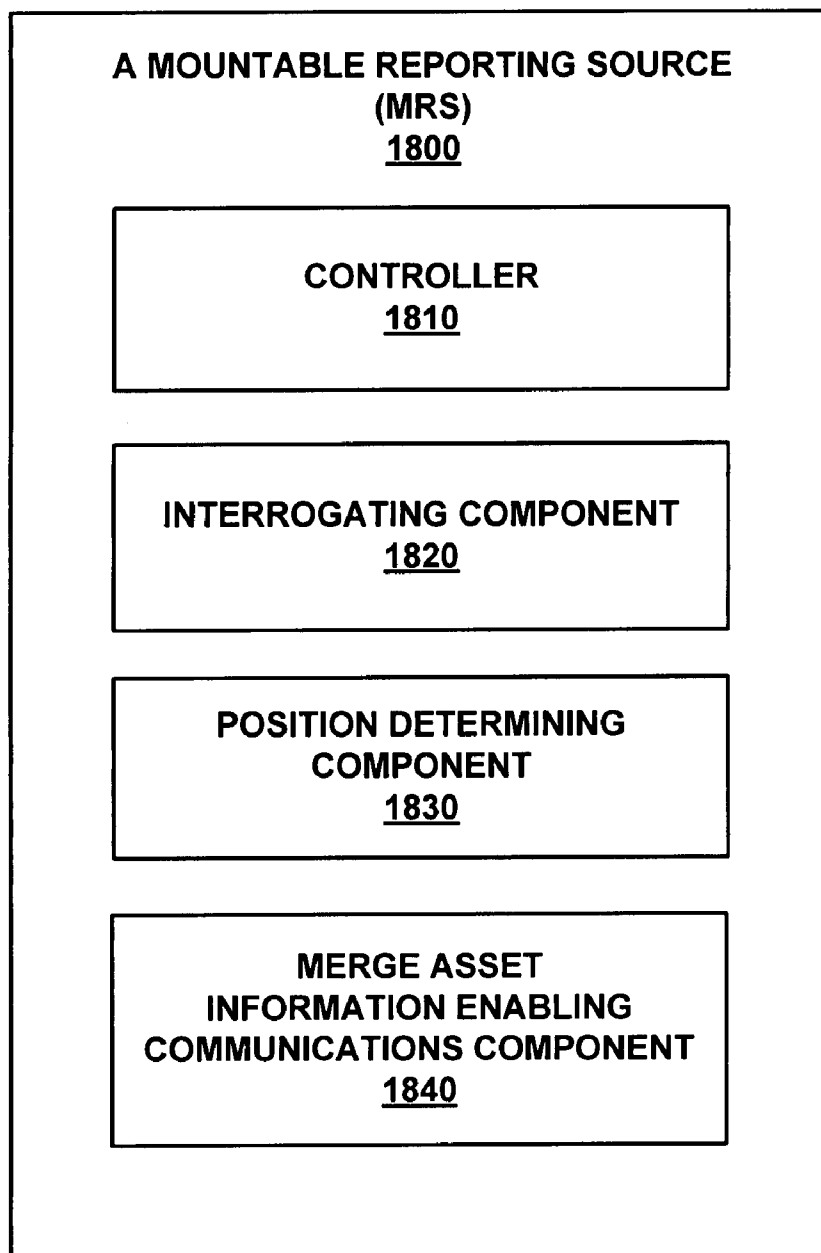 A MOUNTABLE REPORTING SOURCE
(MRS)
1800
CONTROLLER
1810
INTERROGATING COMPONENT
1820
POSITION DETERMINING
COMPONENT
1830
MERGE ASSET
INFORMATION ENABLING
COMMUNICATIONS COMPONENT
1840